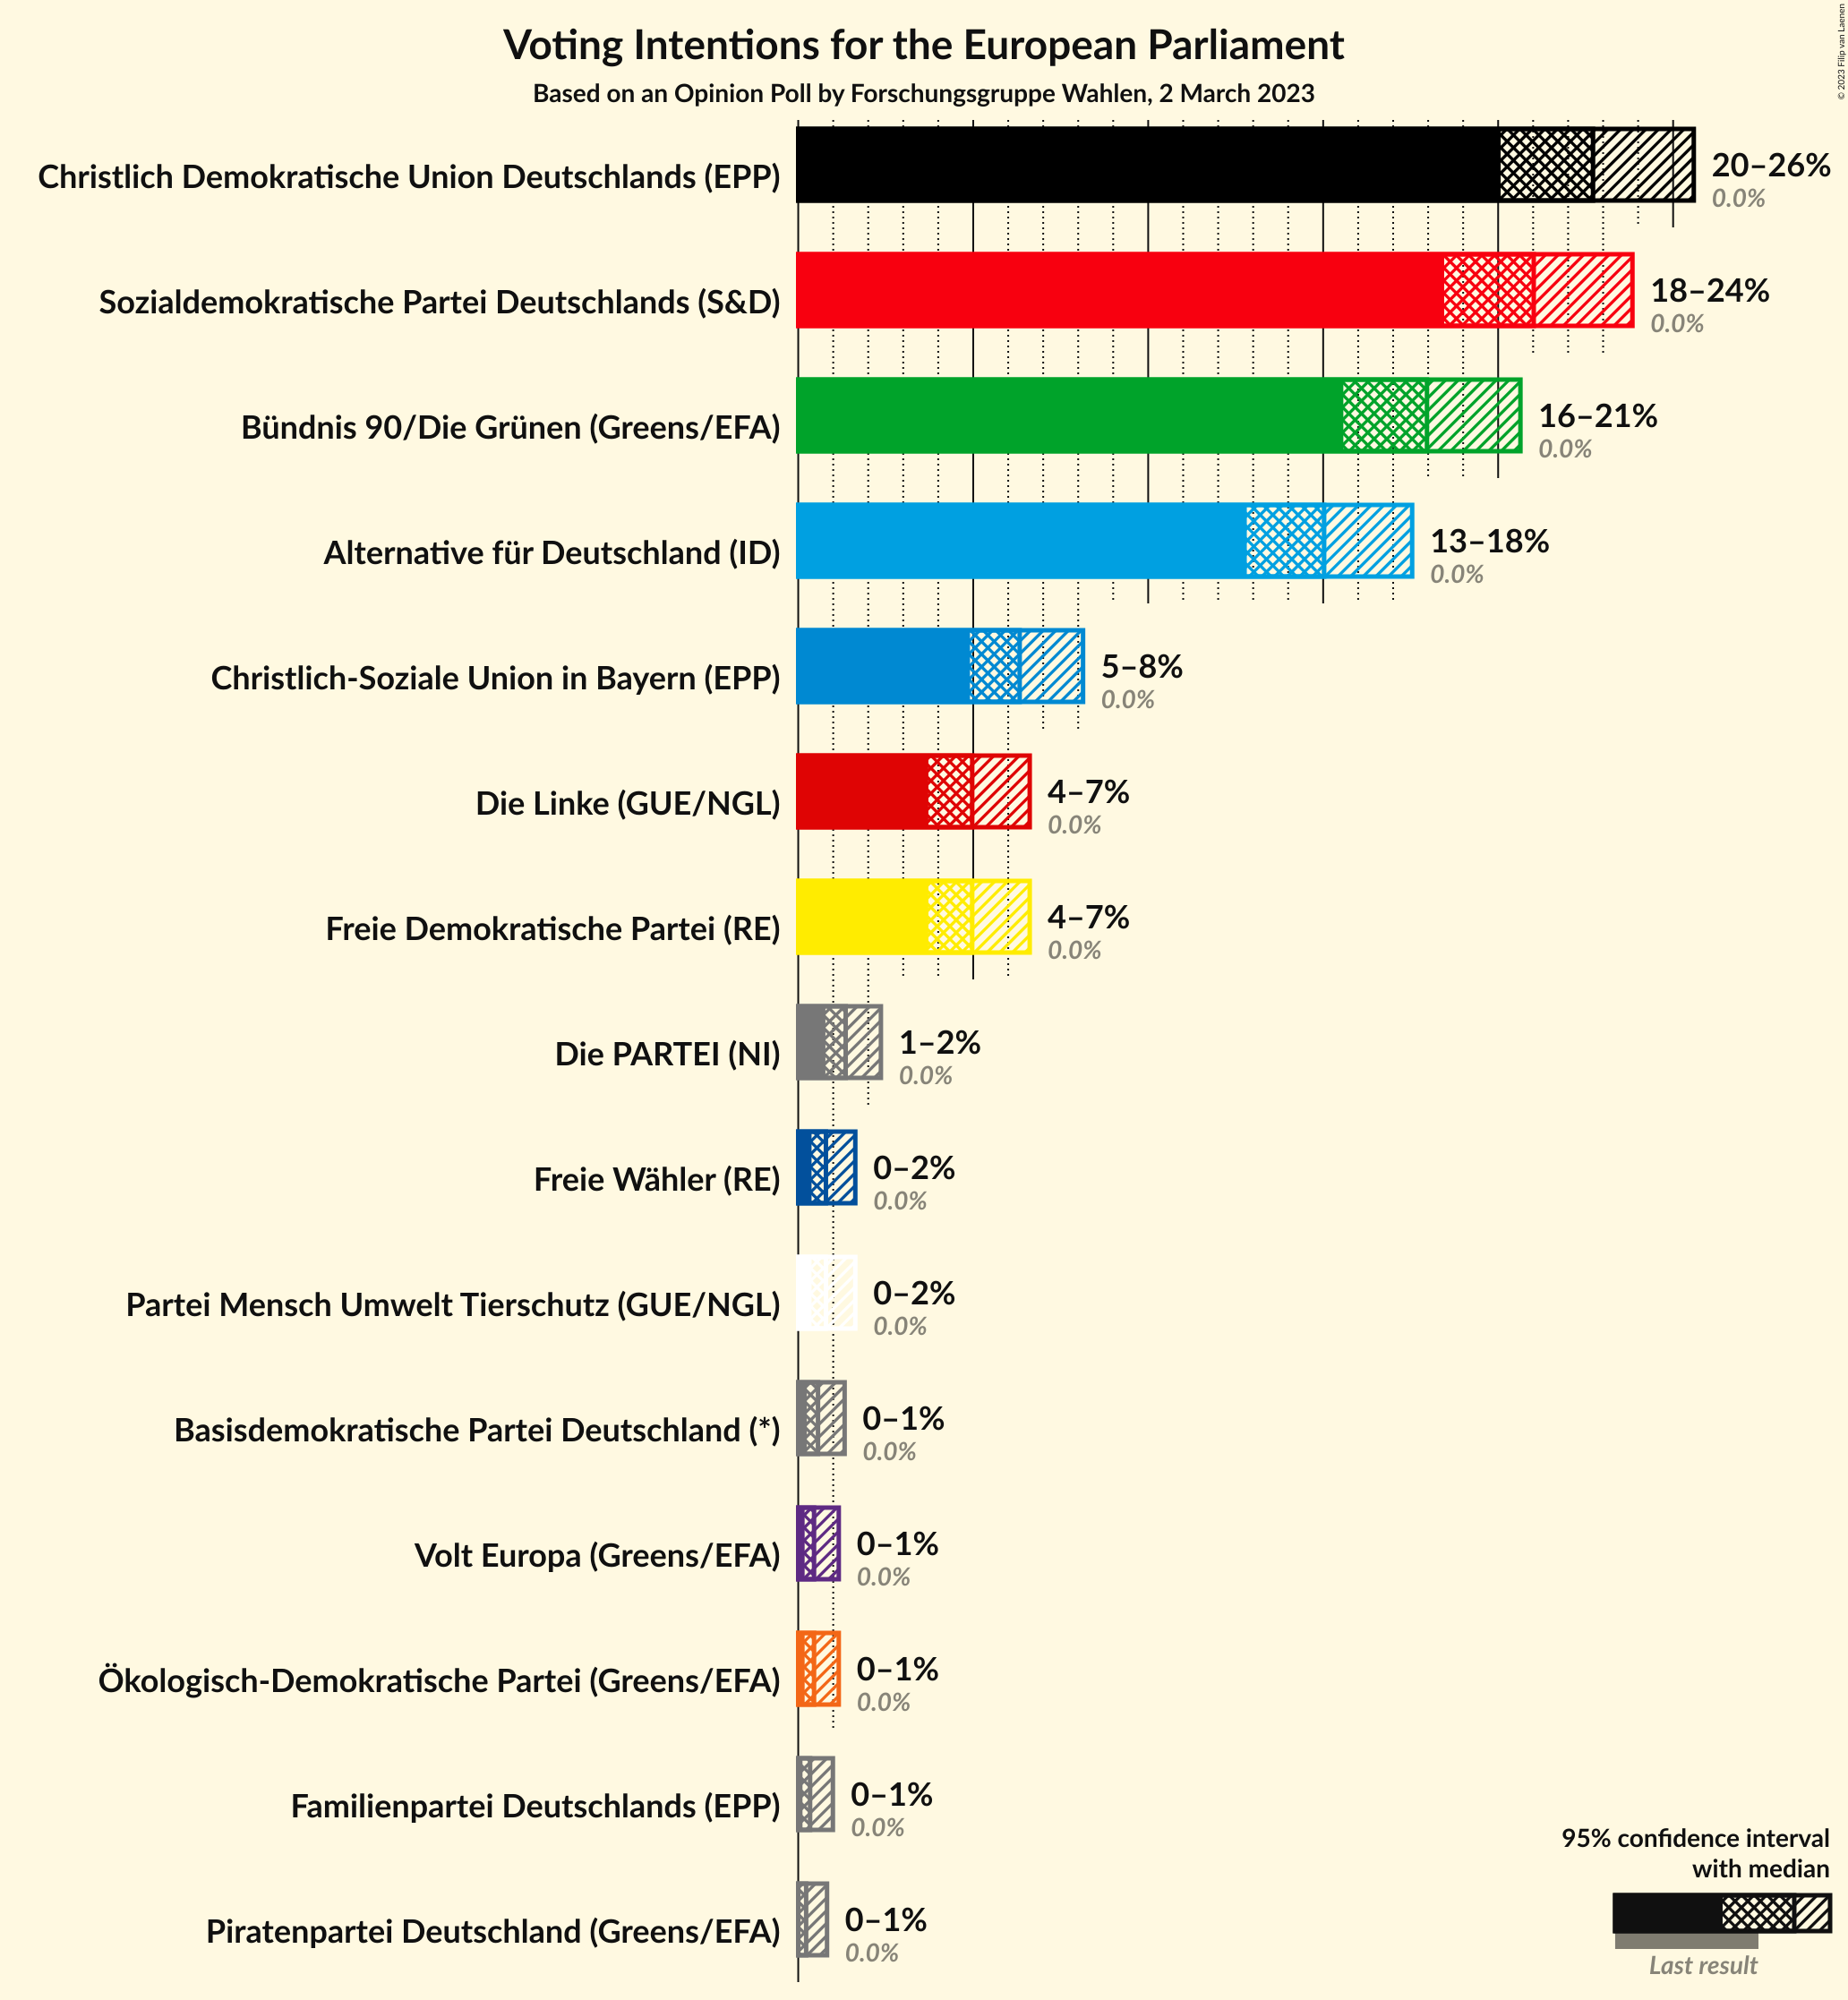 Voting Intentions for the European Parliament
Based on an Opinion Poll by Forschungsgruppe Wahlen, 2 March 2023
© 2023 Filip van Laenen
Christlich Demokratische Union Deutschlands (EPP)
20–26%
0.0%
Sozialdemokratische Partei Deutschlands (S&D)
18–24%
0.0%
Bündnis 90/Die Grünen (Greens/EFA)
16–21%
0.0%
Alternative für Deutschland (ID)
13–18%
0.0%
Christlich-Soziale Union in Bayern (EPP)
5–8%
0.0%
Die Linke (GUE/NGL)
4–7%
0.0%
Freie Demokratische Partei (RE)
4–7%
0.0%
Die PARTEI (NI)
1–2%
0.0%
Freie Wähler (RE)
0–2%
0.0%
Partei Mensch Umwelt Tierschutz (GUE/NGL)
0–2%
0.0%
Basisdemokratische Partei Deutschland (*)
0–1%
0.0%
Volt Europa (Greens/EFA)
0–1%
0.0%
Ökologisch-Demokratische Partei (Greens/EFA)
0–1%
0.0%
Familienpartei Deutschlands (EPP)
0–1%
0.0%
Piratenpartei Deutschland (Greens/EFA)
0–1%
0.0%
95% confidence interval
with median
Last result